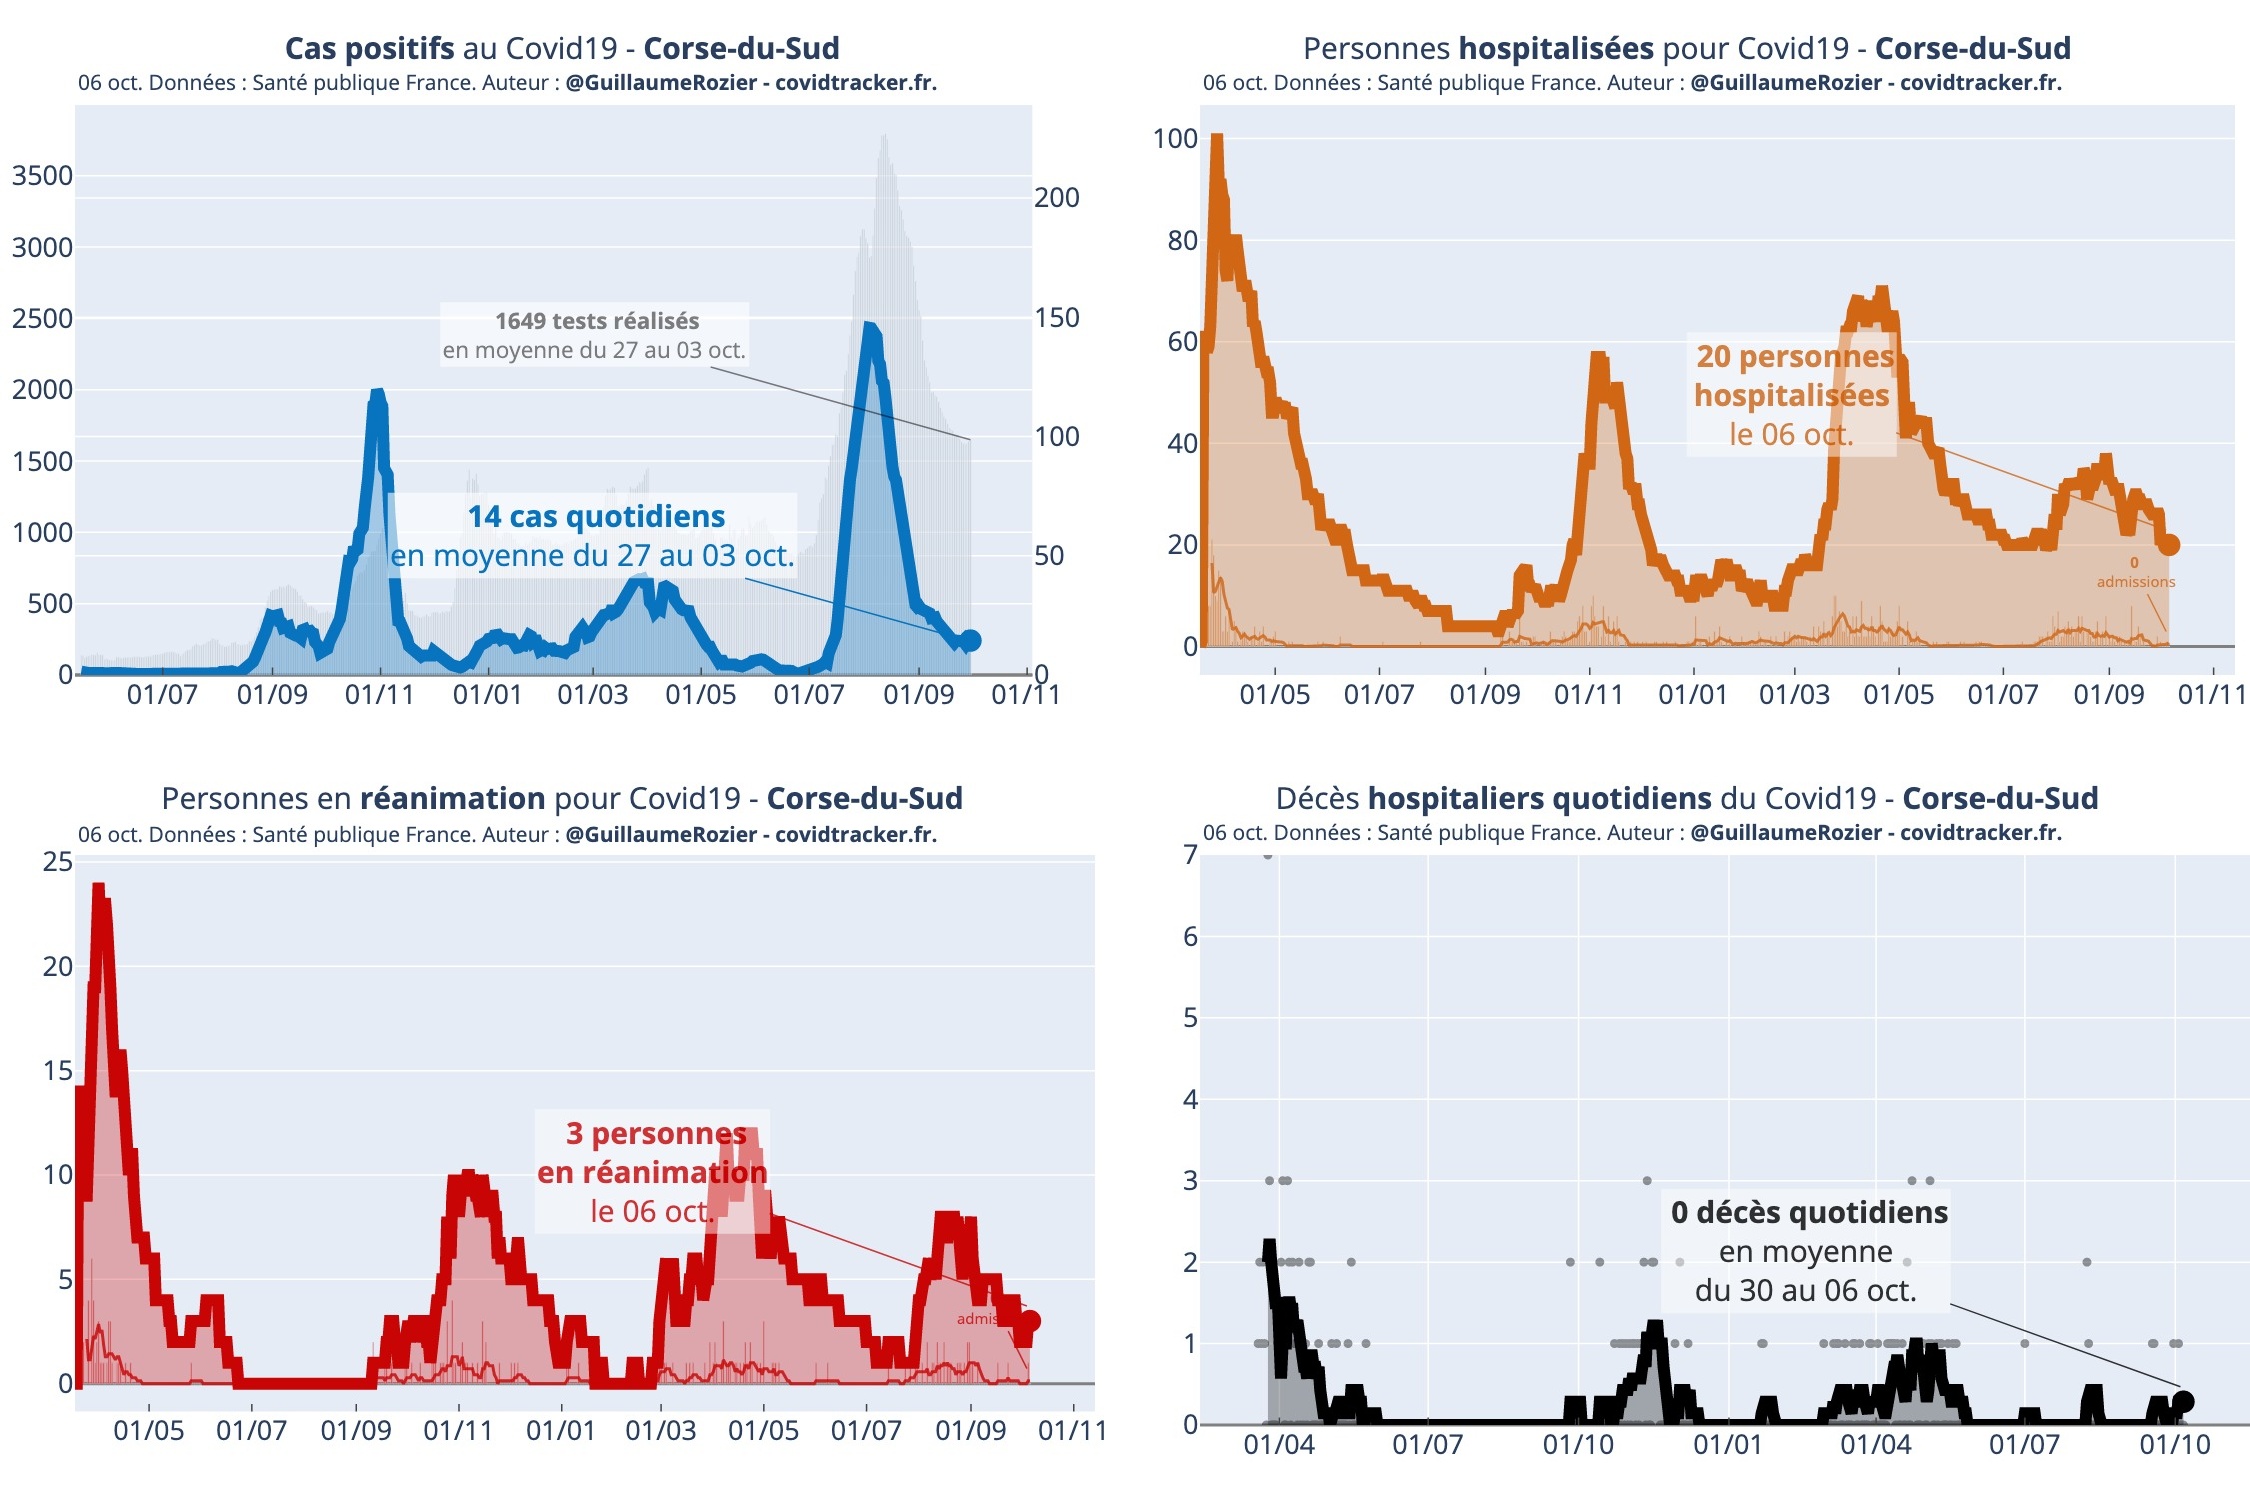 Cas positifs au Covid19 - Corse-du-Sud
06 oct. Données : Santé publique France. Auteur : @GuillaumeRozier - covidtracker.fr.
3500
3000
2500
2000
1500
1000
500
0
200
150
100
50
0
1649 tests réalisés
en moyenne du 27 au 03 oct.
14 cas quotidiens
en moyenne du 27 au 03 oct.
01/07 01/09 01/11 01/01 01/03 01/05 01/07 01/09 01/11
Personnes hospitalisées pour Covid19 - Corse-du-Sud
06 oct. Données : Santé publique France. Auteur : @GuillaumeRozier - covidtracker.fr.
100
80
60
40
20
0
20 personnes
hospitalisées
le 06 oct.
0
admissions
01/05 01/07 01/09 01/11 01/01 01/03 01/05 01/07 01/09 01/11
Personnes en réanimation pour Covid19 - Corse-du-Sud
06 oct. Données : Santé publique France. Auteur : @GuillaumeRozier - covidtracker.fr.
25
20
15
10
5
0
3 personnes
en réanimation
le 06 oct.
01/05 01/07 01/09 01/11 01/01 01/03 01/05 01/07 01/09 01/11
Décès hospitaliers quotidiens du Covid19 - Corse-du-Sud
06 oct. Données : Santé publique France. Auteur : @GuillaumeRozier - covidtracker.fr.
7
6
5
4
3
2
1
0
0 décès quotidiens
en moyenne
du 30 au 06 oct.
01/04 01/07 01/10 01/01 01/04 01/07 01/10